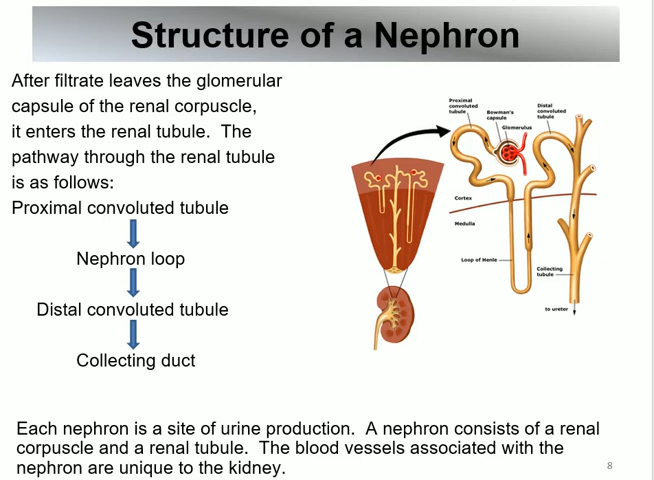 Structure of a Nephron
After filtrate leaves the glomerular
capsule of the renal corpuscle,
it enters the renal tubule.  The
pathway through the renal tubule
is as follows:
Proximal convoluted tubule
Nephron loop
Distal convoluted tubule
Collecting duct
Proximal
convoluted
tubule
Bowman's
capsule
Glomerulus
Distal
convoluted
tubule
Cortex
Medulla
Loop of Henle
Collecting
tubule
to ureter
Each nephron is a site of urine production.  A nephron consists of a renal
corpuscle and a renal tubule.  The blood vessels associated with the
nephron are unique to the kidney.
8